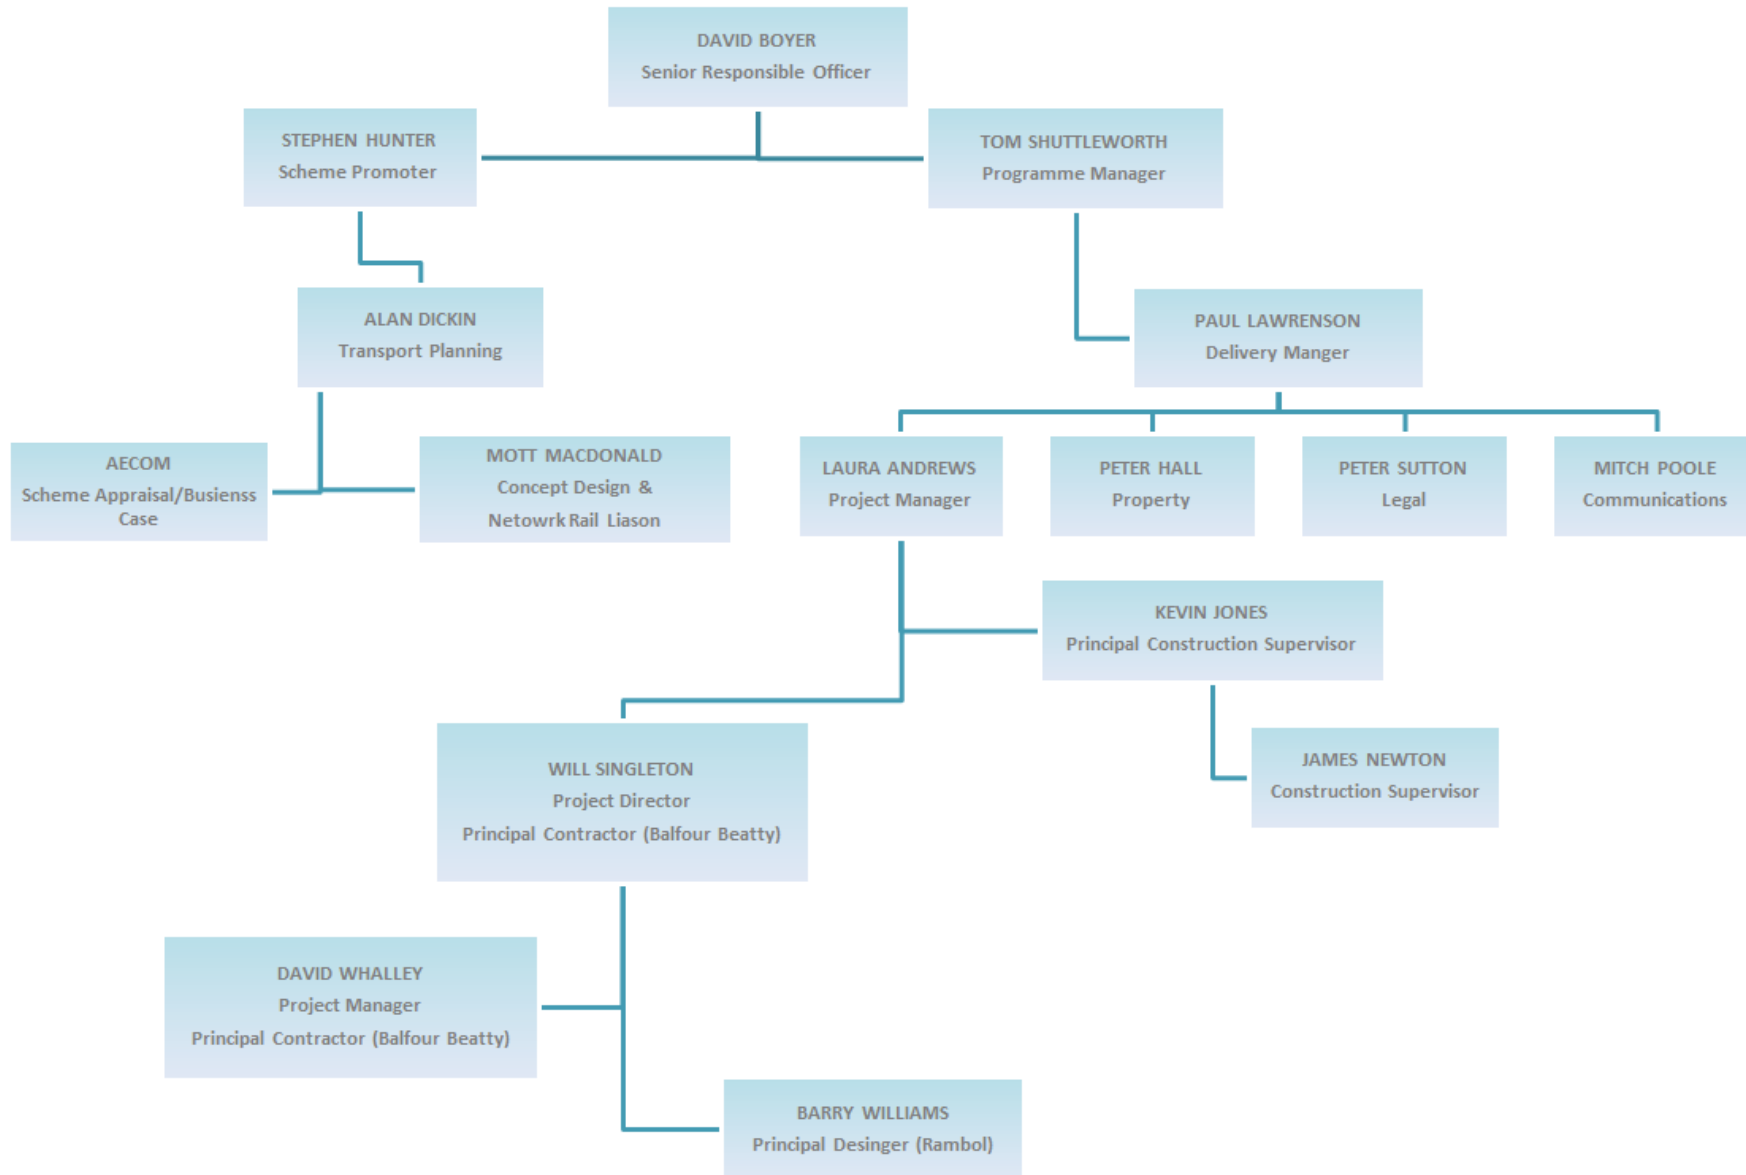 DAVID BOYER
Senior Responsible Officer
STEPHEN HUNTER
Scheme Promoter
TOM SHUTTLEWORTH
Programme Manager
ALAN DICKIN
Transport Planning
PAUL LAWRENSON
Delivery Manger
AECOM
Scheme Appraisal/Busienss
Case
MOTT MACDONALD
Concept Design &
Netowrk Rail Liason
LAURA ANDREWS
Project Manager
PETER HALL
Property
PETER SUTTON
Legal
MITCH POOLE
Communications
KEVIN JONES
Principal Construction Supervisor
WILL SINGLETON
Project Director
Principal Contractor (Balfour Beatty)
JAMES NEWTON
Construction Supervisor
DAVID WHALLEY
Project Manager
Principal Contractor (Balfour Beatty)
BARRY WILLIAMS
Principal Desinger (Rambol)